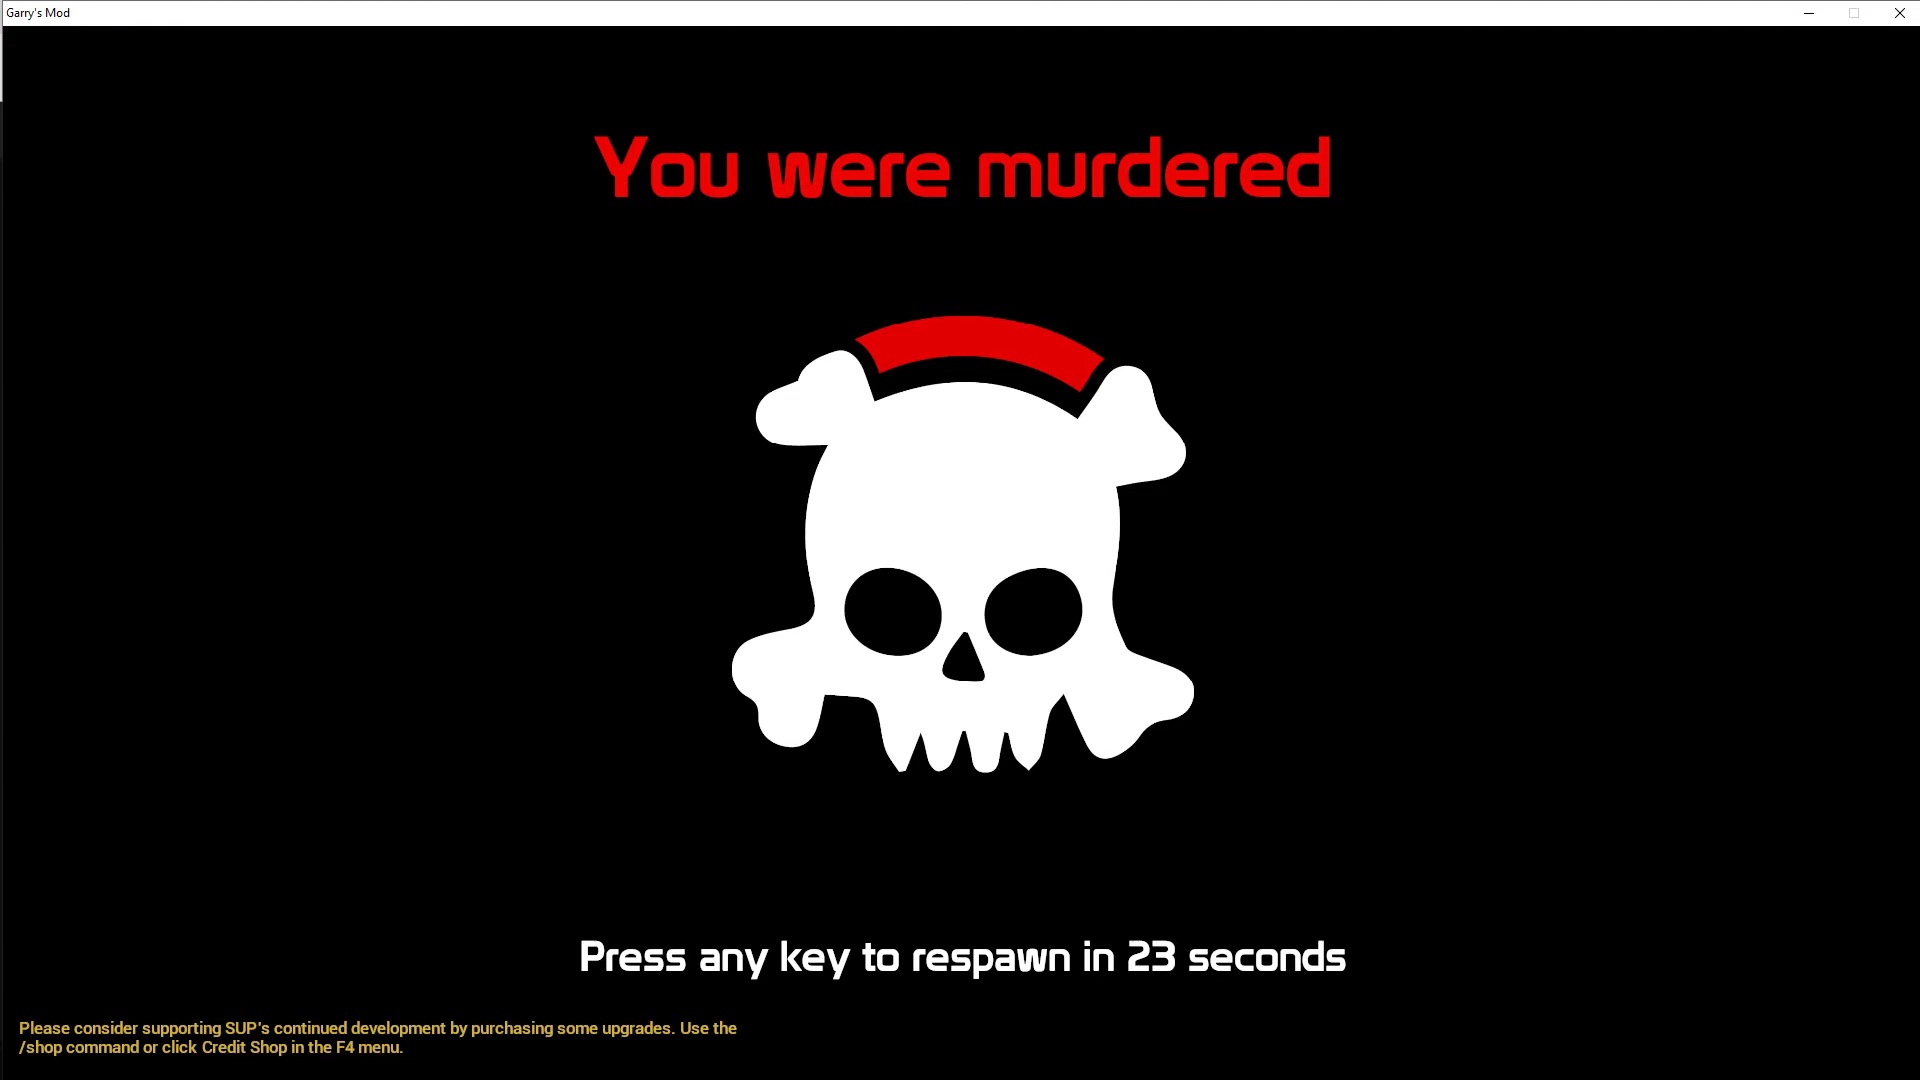 Garry's Mod
You were murdered
Press any key to respawn in 23 seconds
Please consider supporting SUP's continued development by purchasing some upgrades. Use the
/shop command or click Credit Shop in the F4 menu.